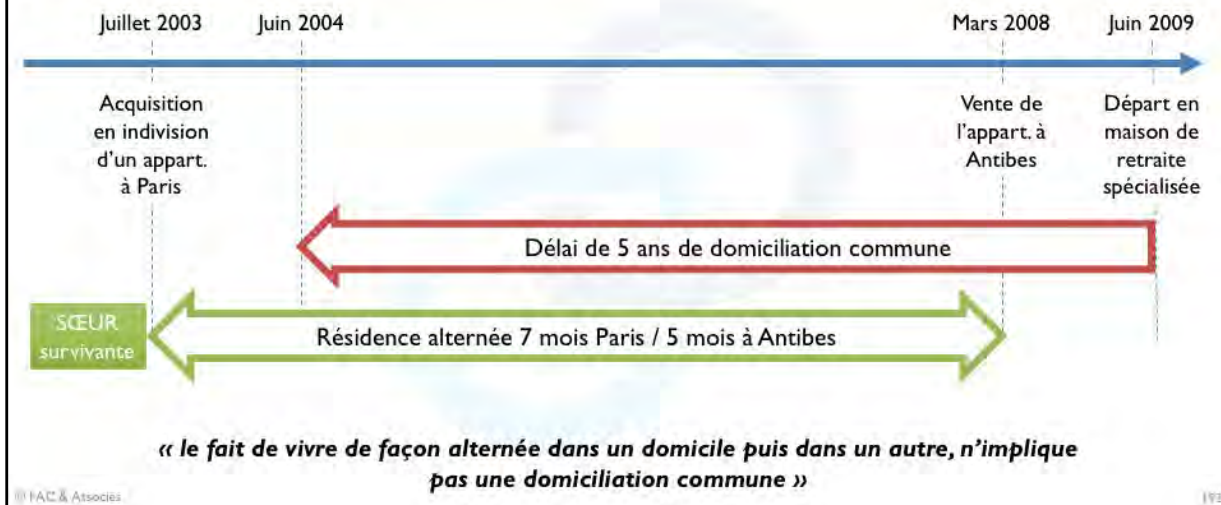 Juillet 2003
Juin 2004
Mars 2008
Juin 2009
Acquisition
en indivision
d'un appart.
à Paris
Vente de
l'appart. à
Antibes
Départ en
maison de
retraite
spécialisée
Délai de 5 ans de domiciliation commune
SŒUR
survivante
Résidence alternée 7 mois Paris / 5 mois à Antibes
« le fait de vivre de façon alternée dans un domicile puis dans un autre, n'implique
pas une domiciliation commune »
© FAC & Associés